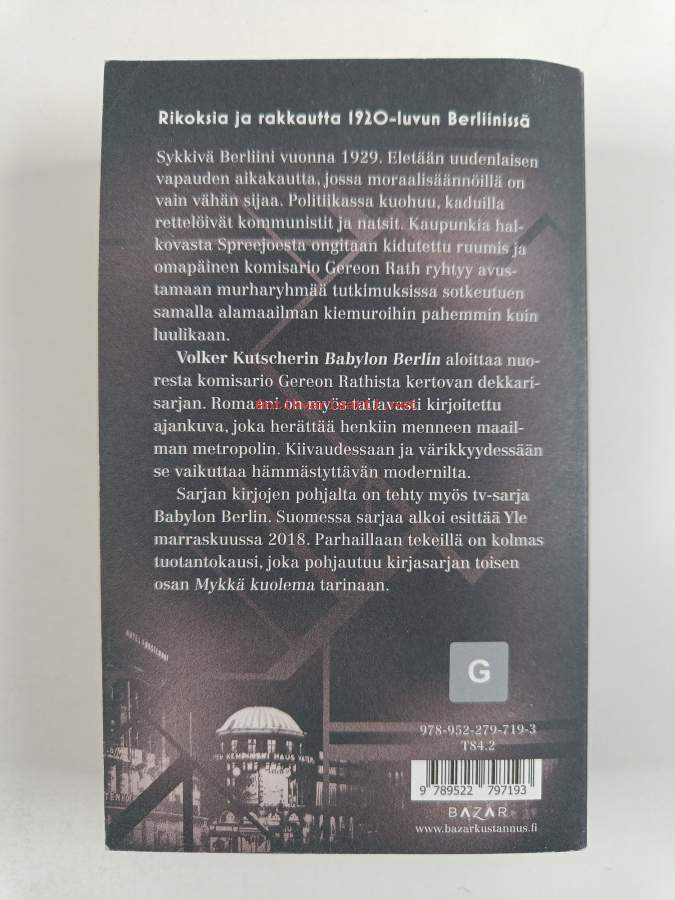 Rikoksia ja rakkautta 1920-luvun Berliinissä
Sykkivä Berliini vuonna 1929. Eletään uudenlaisen
vapauden aikakautta, jossa moraalisäännöillä on
vain vähän sijaa. Politiikassa kuohuu, kaduilla
rettelöivät kommunistit ja natsit. Kaupunkia hal-
kovasta Spreejoesta ongitaan kidutettu ruumis ja
omapäinen komisario Gereon Rath ryhtyy avus-
tamaan murharyhmää tutkimuksissa sotkeutuen
samalla alamaailman kiemuroihin pahemmin kuin
luulikaan.
Volker Kutscherin Babylon Berlin aloittaa nuo-
resta komisario Gereon Rathista kertovan dekkari-
sarjan. Romaani on myös taitavasti kirjoitettu
ajankuva, joka herättää henkiin menneen maail-
man metropolin. Kiivaudessaan ja värikkyydessään
se vaikuttaa hämmästyttävän modernilta.
Sarjan kirjojen pohjalta on tehty myös tv-sarja
Babylon Berlin. Suomessa sarjaa alkoi esittää Yle
marraskuussa 2018. Parhaillaan tekeillä on kolmas
tuotantokausi, joka pohjautuu kirjasarjan toisen
osan Mykkä kuolema tarinaan.
G
KEMPINSKI HAUS
978-952-279-719-3
T84.2
9 789522 797193
BAZAR
www.bazarkustannus.fi